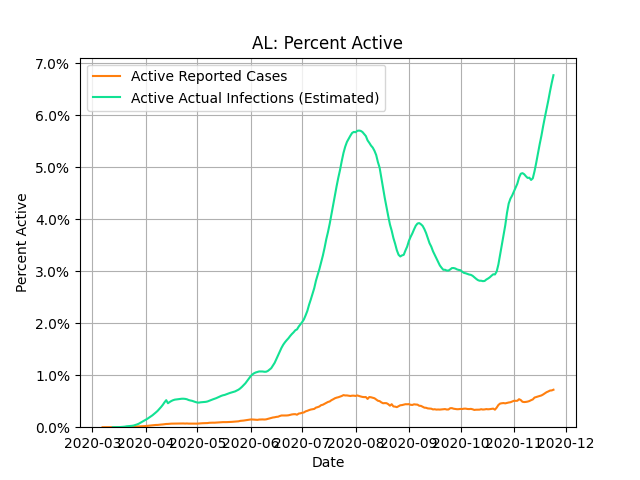 AL: Percent Active
Active Reported Cases
Active Actual Infections (Estimated)
7.0%
6.0%
5.0%
4.0%
3.0%
2.0%
1.0%
0.0%
Percent Active
2020-03 2020-04 2020-05 2020-06 2020-07 2020-08 2020-09 2020-10 2020-11 2020-12
Date